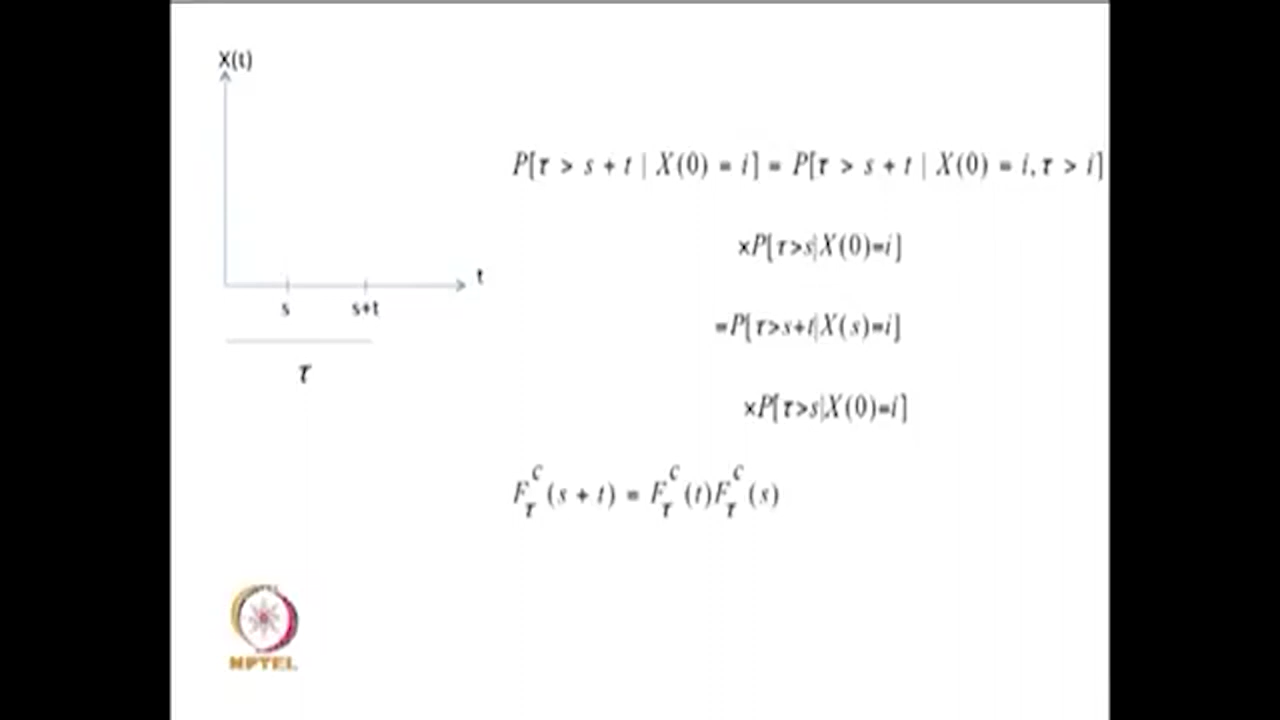 X(t)
P[τ > s + t | X(0) = i] = P[τ > s + t | X(0) = i, τ > i]
×P[τ>s|X(0)=i]
t
s s+t
=P[τ>s+t|X(s)=i]
τ
×P[τ>s|X(0)=i]
F^c_τ (s + t) = F^c_τ (t)F^c_τ (s)
NPTEL